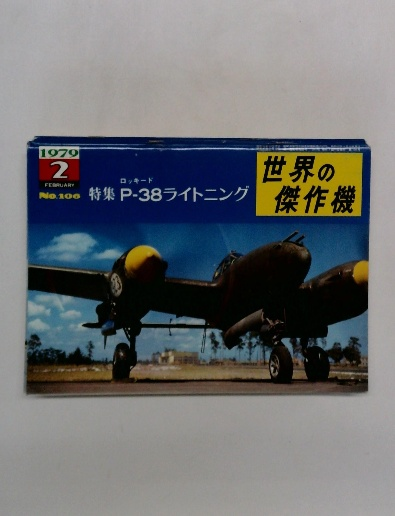 1979
2
FEBRUARY
No.106
ロッキード
特集 P-38ライトニング
世界の
傑作機